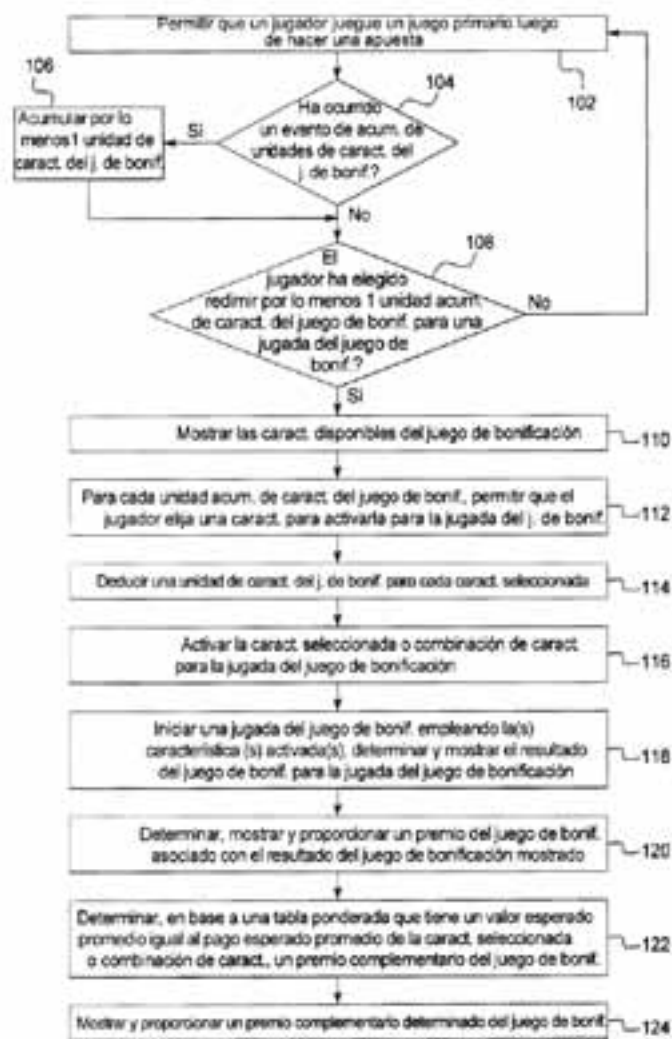 Permitir que un jugador juegue un juego primario luego
de hacer una apuesta
102
104
Ha ocurrido
un evento de acum. de
unidades de caract. del
j. de bonif.?
Si
106
Acumular por lo
menos 1 unidad de
caract. del j. de bonif.
No
108
El
jugador ha elegido
redimir por lo menos 1 unidad acum.
de caract. del juego de bonif. para una
jugada del juego de
bonif.?
No
Si
Mostrar las caract. disponibles del juego de bonificación
110
Para cada unidad acum. de caract. del juego de bonif., permitir que el
jugador elija una caract. para activarla para la jugada del j. de bonif.
112
Deducir una unidad de caract. del j. de bonif. para cada caract. seleccionada
114
Activar la caract. seleccionada o combinación de caract.
para la jugada del juego de bonificación
116
Iniciar una jugada del juego de bonif. empleando la(s)
característica (s) activada(s), determinar y mostrar el resultado
del juego de bonif. para la jugada del juego de bonificación
118
Determinar, mostrar y proporcionar un premio del juego de bonif.
asociado con el resultado del juego de bonificación mostrado
120
Determinar, en base a una tabla ponderada que tiene un valor esperado
promedio igual al pago esperado promedio de la caract. seleccionada
o combinación de caract., un premio complementario del juego de bonif.
122
Mostrar y proporcionar un premio complementario determinado del juego de bonif.
124